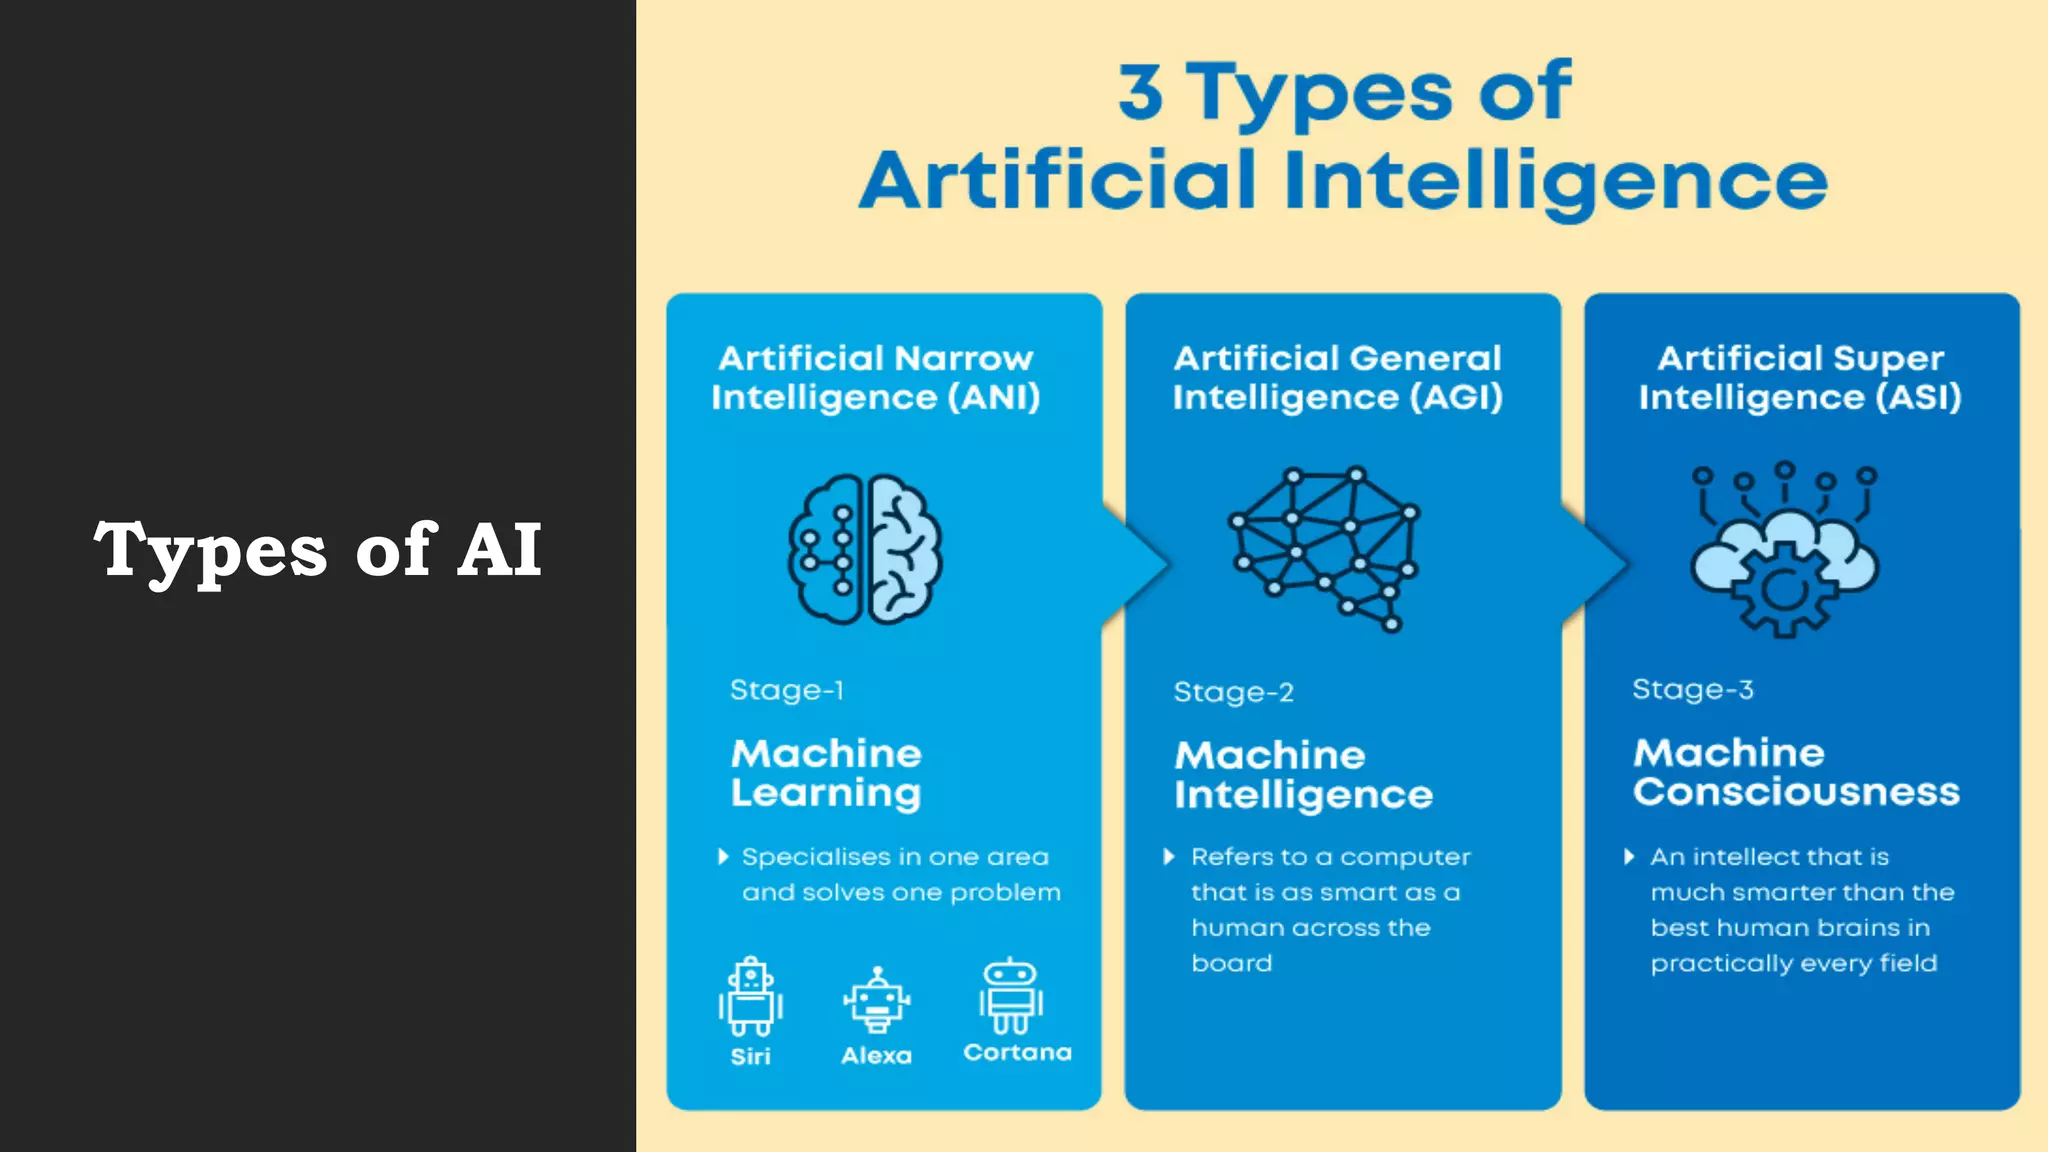 Types of AI
3 Types of
Artificial Intelligence
Artificial Narrow
Intelligence (ANI)
Stage-1
Machine
Learning
Specialises in one area
and solves one problem
Siri
Alexa
Cortana
Artificial General
Intelligence (AGI)
Stage-2
Machine
Intelligence
Refers to a computer
that is as smart as a
human across the
board
Artificial Super
Intelligence (ASI)
Stage-3
Machine
Consciousness
An intellect that is
much smarter than the
best human brains in
practically every field